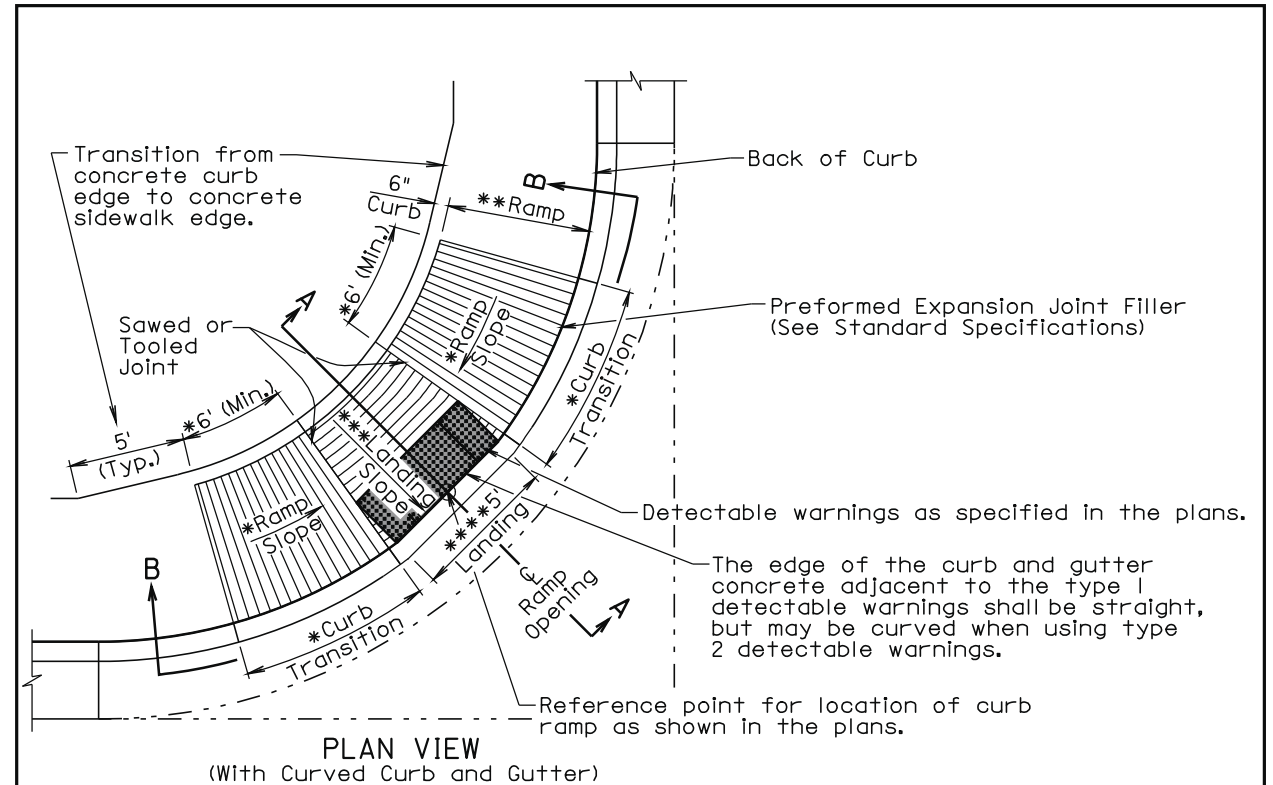 Transition from
concrete curb
edge to concrete
sidewalk edge.
6"
Curb
B
**Ramp
Back of Curb
*6' (Min.)
A
*Ramp
Slope
Preformed Expansion Joint Filler
(See Standard Specifications)
Sawed or
Tooled
Joint
*Curb
Transition
*6' (Min.)
5'
(Typ.)
***Landing
Slope
*Ramp
Slope
Detectable warnings as specified in the plans.
****5'
Landing
℄
Ramp
Opening
A
The edge of the curb and gutter
concrete adjacent to the type 1
detectable warnings shall be straight,
but may be curved when using type
2 detectable warnings.
B
*Curb
Transition
Reference point for location of curb
ramp as shown in the plans.
PLAN VIEW
(With Curved Curb and Gutter)